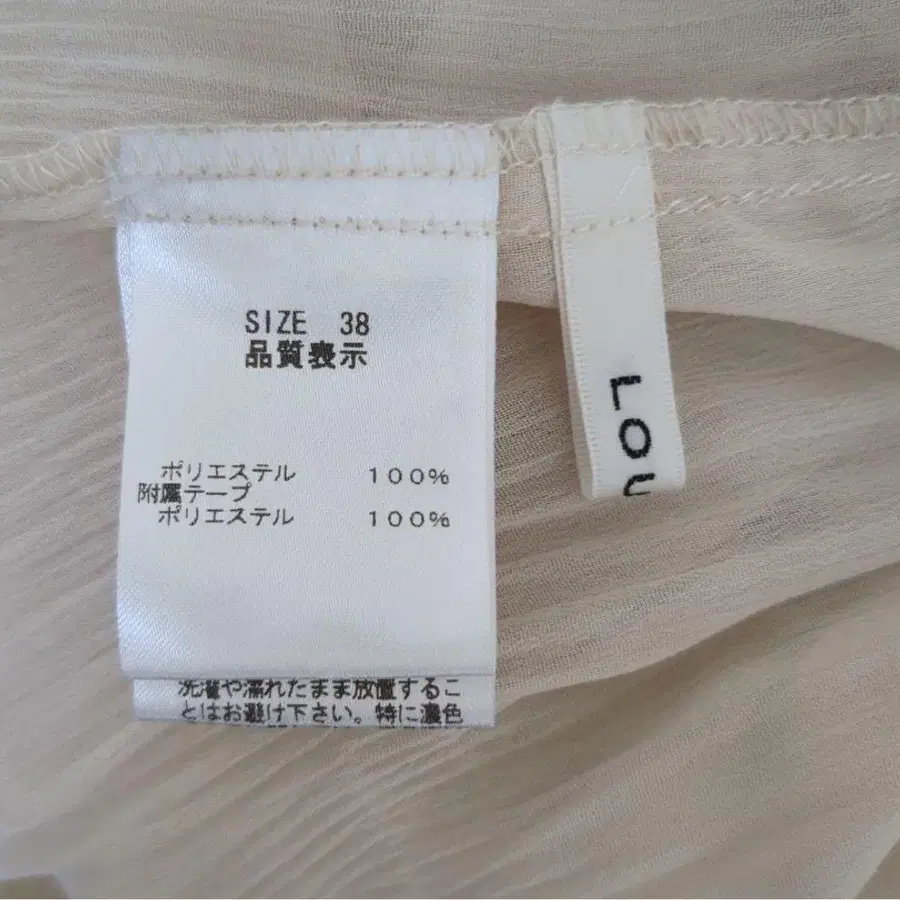 SIZE 38
品質表示
ポリエステル 100%
附属テープ
ポリエステル 100%
洗濯や濡れたまま放置するこ
とはお避け下さい。特に濃色
LOU